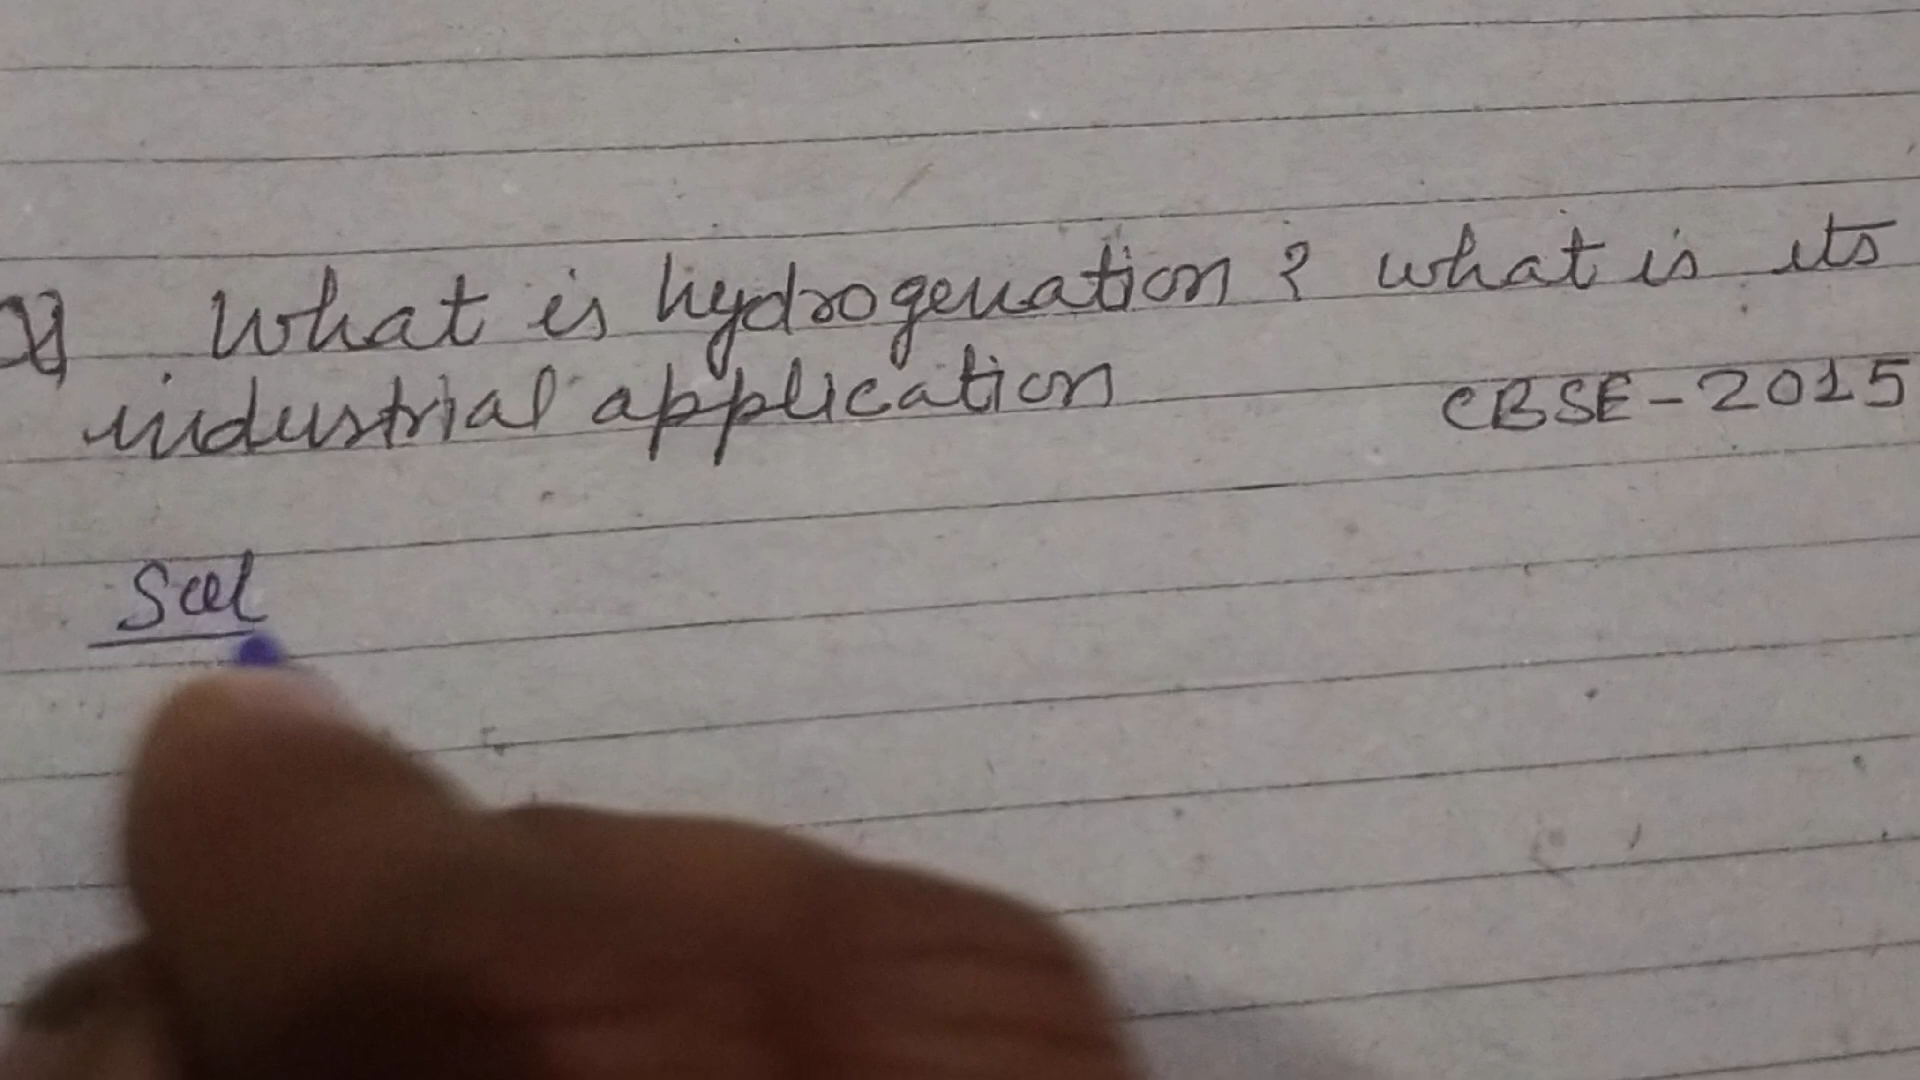 Q) What is hydrogenation? what is its
industrial application CBSE-2015
Sol